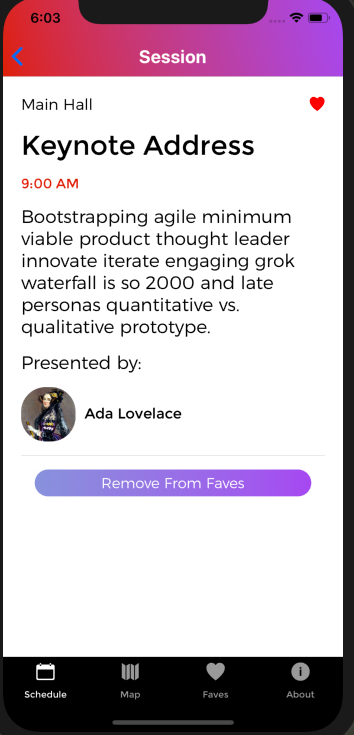 6:03
Session
Main Hall
Keynote Address
9:00 AM
Bootstrapping agile minimum
viable product thought leader
innovate iterate engaging grok
waterfall is so 2000 and late
personas quantitative vs.
qualitative prototype.
Presented by:
Ada Lovelace
Remove From Faves
Schedule
Map
Faves
About